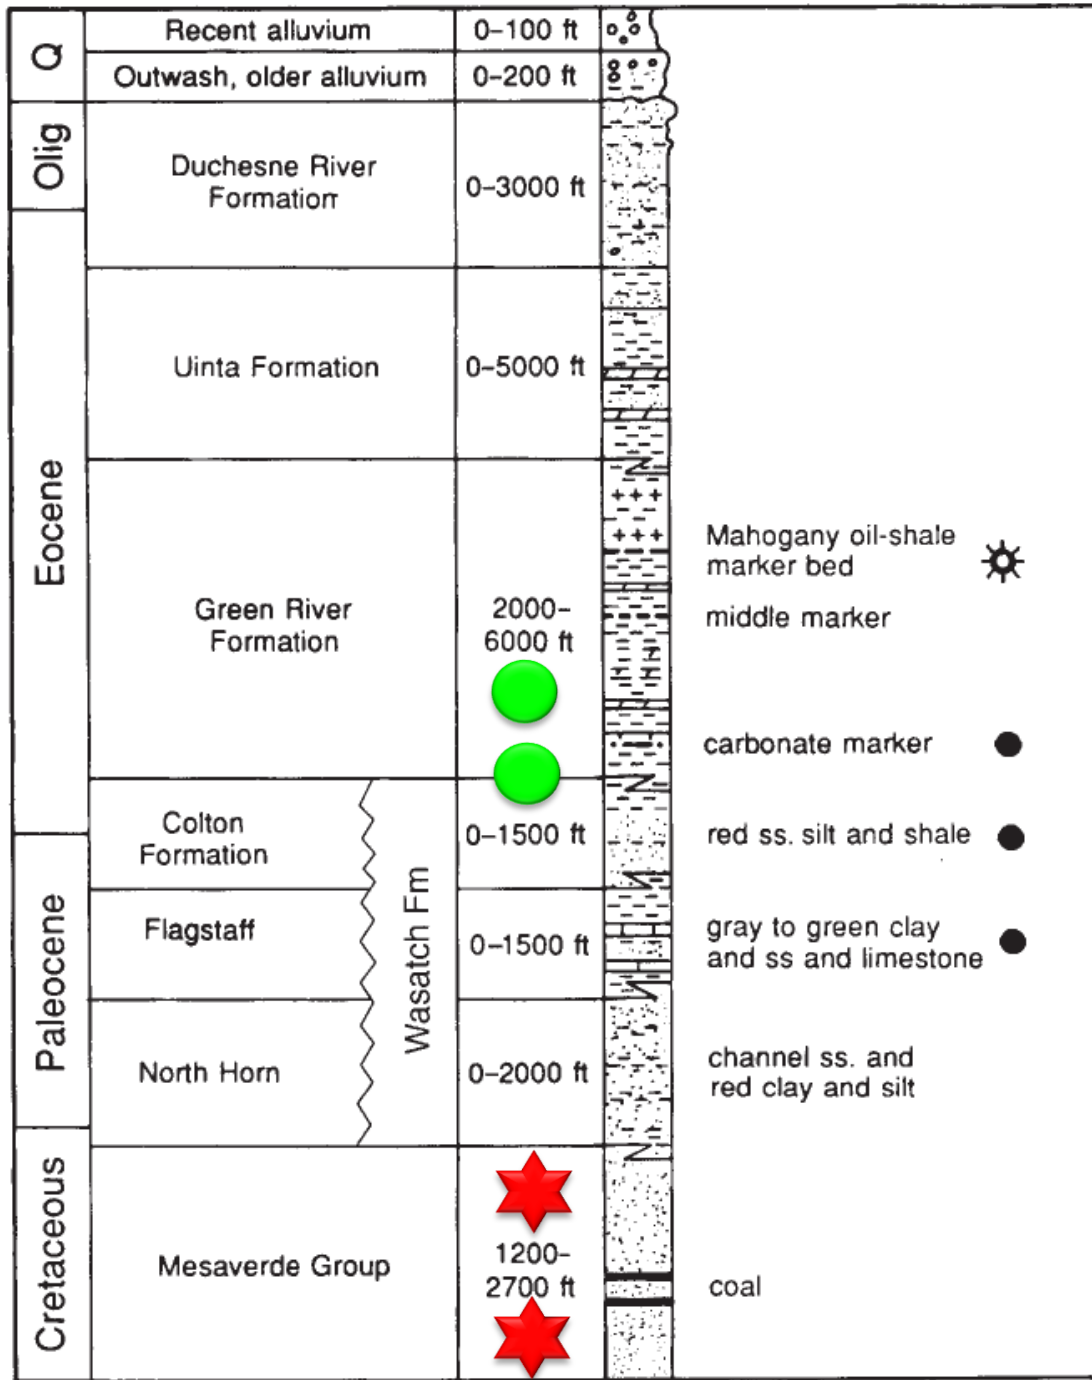 Q
Recent alluvium
0-100 ft
Outwash, older alluvium
0-200 ft
Olig
Duchesne River
Formation
0-3000 ft
Eocene
Uinta Formation
0-5000 ft
Green River
Formation
2000-
6000 ft
Mahogany oil-shale
marker bed
middle marker
carbonate marker
Colton
Formation
0-1500 ft
red ss. silt and shale
Paleocene
Wasatch Fm
Flagstaff
0-1500 ft
gray to green clay
and ss and limestone
North Horn
0-2000 ft
channel ss. and
red clay and silt
Cretaceous
Mesaverde Group
1200-
2700 ft
coal